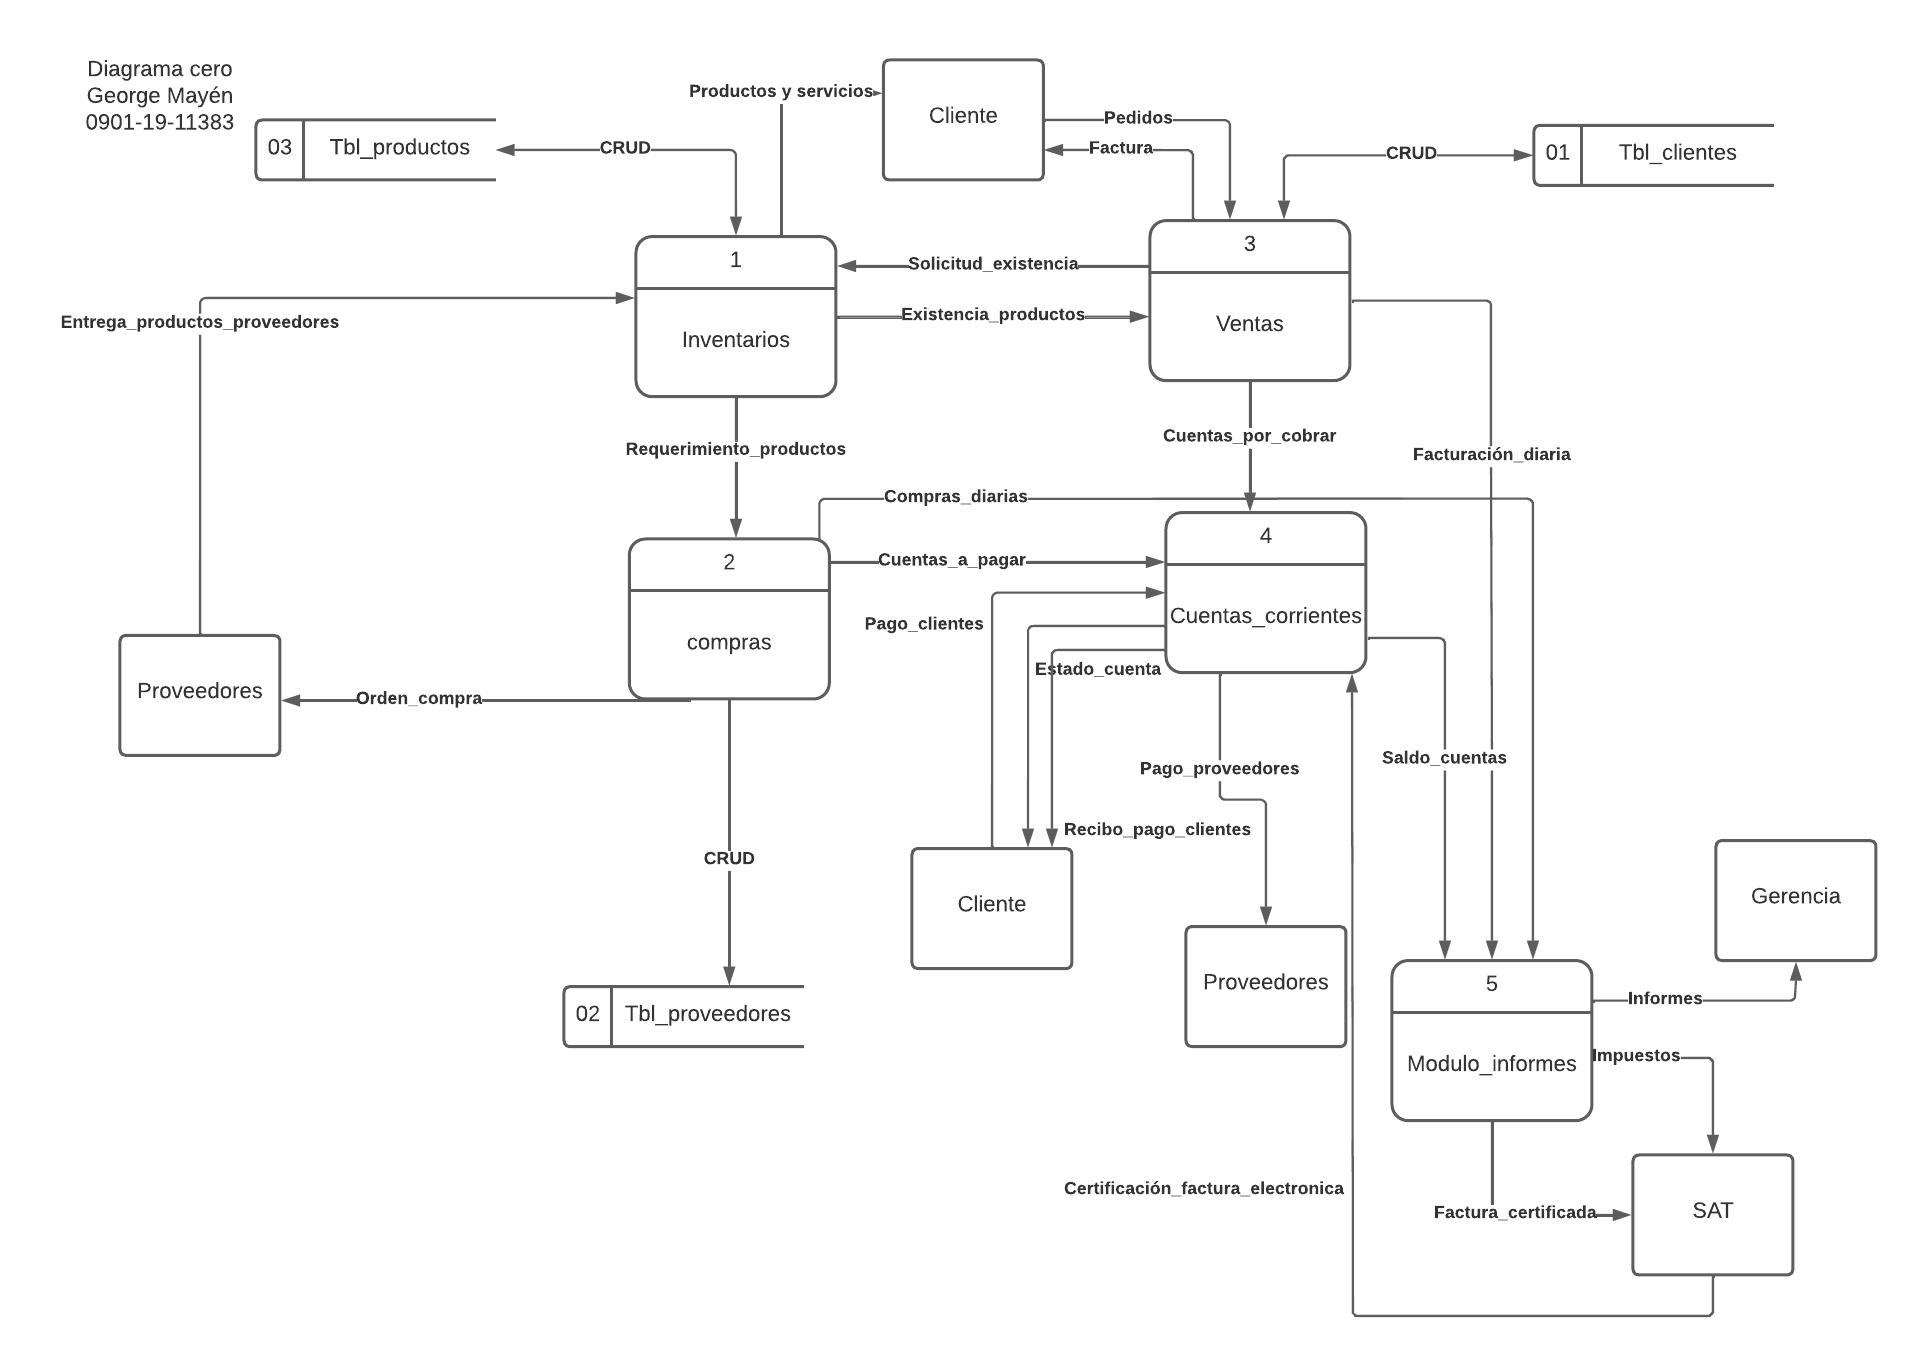 Diagrama cero
George Mayén
0901-19-11383
Productos y servicios
Cliente
Pedidos
Factura
03
Tbl_productos
CRUD
CRUD
01
Tbl_clientes
1
Inventarios
Solicitud_existencia
Existencia_productos
3
Ventas
Entrega_productos_proveedores
Requerimiento_productos
Cuentas_por_cobrar
Facturación_diaria
Compras_diarias
2
compras
Cuentas_a_pagar
4
Cuentas_corrientes
Pago_clientes
Estado_cuenta
Proveedores
Orden_compra
Pago_proveedores
Saldo_cuentas
Recibo_pago_clientes
CRUD
Cliente
Gerencia
Proveedores
5
Modulo_informes
Informes
02
Tbl_proveedores
Impuestos
Certificación_factura_electronica
Factura_certificada
SAT